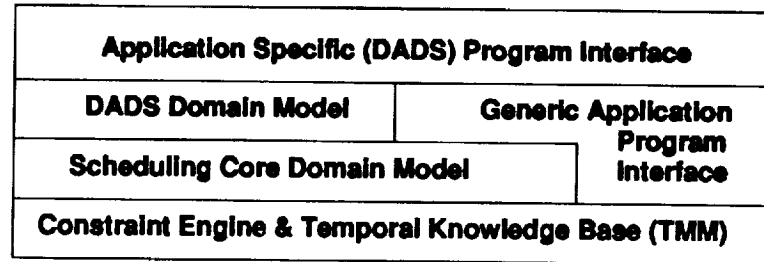 Application Specific (DADS) Program Interface
DADS Domain Model
Generic Application
Program
Interface
Scheduling Core Domain Model
Constraint Engine & Temporal Knowledge Base (TMM)